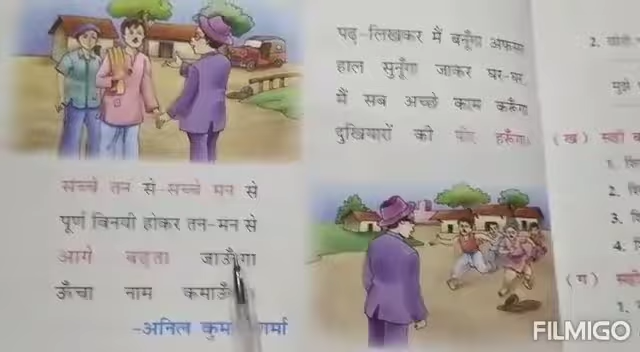 सच्चे तन से-सच्चे मन से
पूर्ण विनयी होकर तन-मन से
आगे बढ़ता जाऊँगा
ऊँचा नाम कमाऊँ
-अनिल शर्मा
पढ़-लिखकर मैं बनूँगा अफसर
हाल सुनूँगा जाकर घर-घर,
मैं सब अच्छे काम करूँगा
दुखियारों की पीर हरूँगा।
2.
मुझे
( ख )
1.
2.
3.
4.
( ग )
1.
FILMIGO